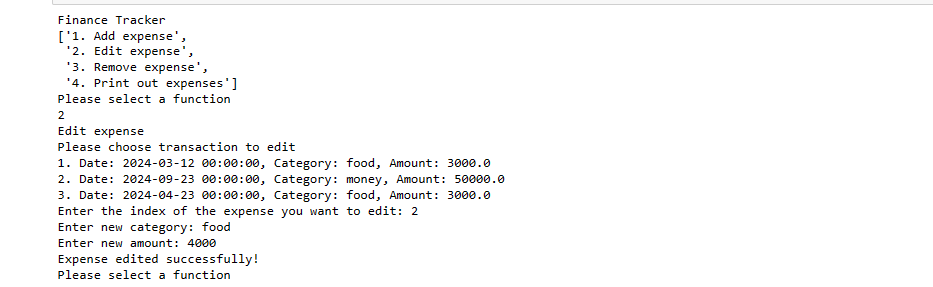 Finance Tracker
['1. Add expense',
 '2. Edit expense',
 '3. Remove expense',
 '4. Print out expenses']
Please select a function
2
Edit expense
Please choose transaction to edit
1. Date: 2024-03-12 00:00:00, Category: food, Amount: 3000.0
2. Date: 2024-09-23 00:00:00, Category: money, Amount: 50000.0
3. Date: 2024-04-23 00:00:00, Category: food, Amount: 3000.0
Enter the index of the expense you want to edit: 2
Enter new category: food
Enter new amount: 4000
Expense edited successfully!
Please select a function